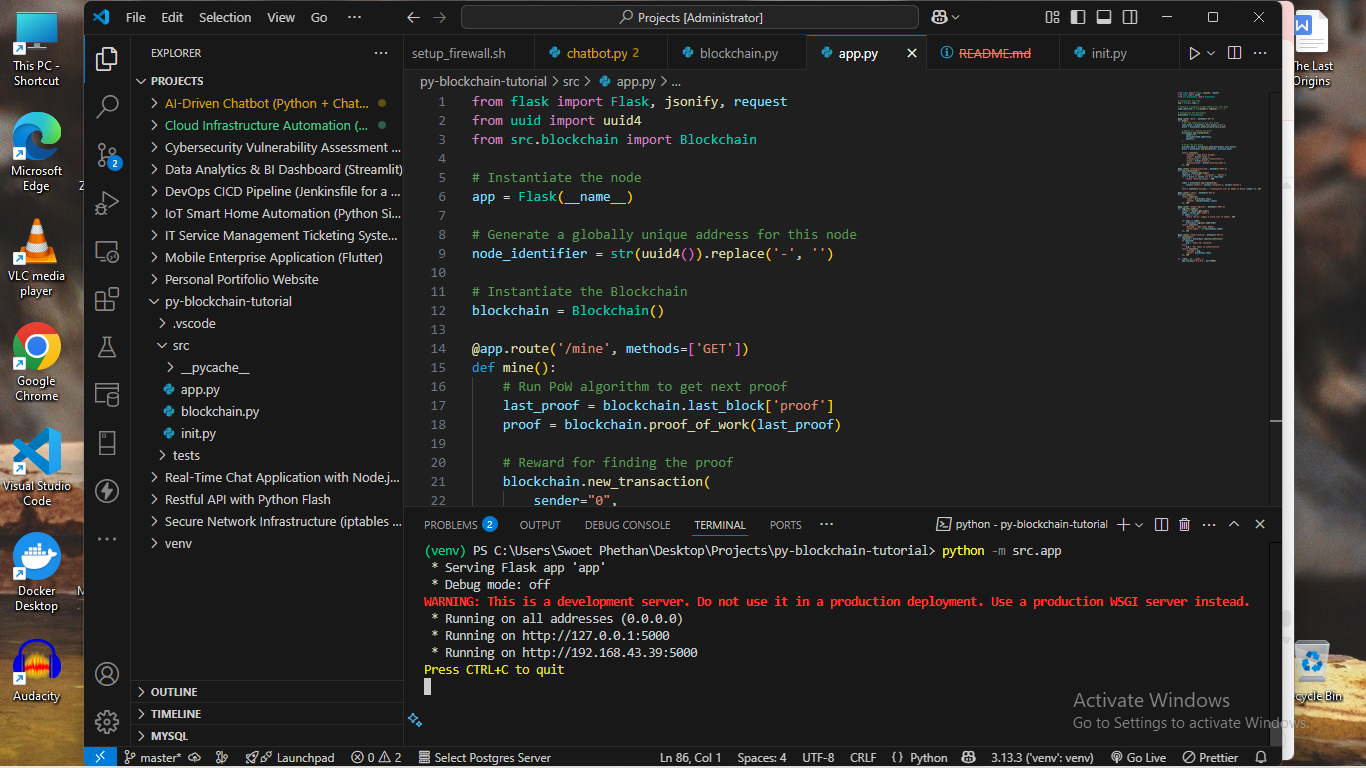 This PC - Shortcut
Microsoft Edge
VLC media player
Google Chrome
Visual Studio Code
Docker Desktop
Audacity
File Edit Selection View Go ···
Projects [Administrator]
EXPLORER
PROJECTS
AI-Driven Chatbot (Python + Chat...
Cloud Infrastructure Automation (...
Cybersecurity Vulnerability Assessment ...
Data Analytics & BI Dashboard (Streamlit)
DevOps CICD Pipeline (Jenkinsfile for a ...
IoT Smart Home Automation (Python Si...
IT Service Management Ticketing Syste...
Mobile Enterprise Application (Flutter)
Personal Portfolio Website
py-blockchain-tutorial
.vscode
src
__pycache__
app.py
blockchain.py
init.py
tests
Real-Time Chat Application with Node.j...
Restful API with Python Flash
Secure Network Infrastructure (iptables ...
venv
OUTLINE
TIMELINE
MYSQL
2
setup_firewall.sh chatbot.py 2 blockchain.py app.py README.md init.py
py-blockchain-tutorial > src > app.py > ...
1 from flask import Flask, jsonify, request
2 from uuid import uuid4
3 from src.blockchain import Blockchain
4
5 # Instantiate the node
6 app = Flask(__name__)
7
8 # Generate a globally unique address for this node
9 node_identifier = str(uuid4()).replace('-', '')
10
11 # Instantiate the Blockchain
12 blockchain = Blockchain()
13
14 @app.route('/mine', methods=['GET'])
15 def mine():
16 # Run PoW algorithm to get next proof
17 last_proof = blockchain.last_block['proof']
18 proof = blockchain.proof_of_work(last_proof)
19
20 # Reward for finding the proof
21 blockchain.new_transaction(
22 sender="0",
PROBLEMS 2 OUTPUT DEBUG CONSOLE TERMINAL PORTS ··· python - py-blockchain-tutorial
(venv) PS C:\Users\Swoet Phethan\Desktop\Projects\py-blockchain-tutorial> python -m src.app
* Serving Flask app 'app'
* Debug mode: off
WARNING: This is a development server. Do not use it in a production deployment. Use a production WSGI server instead.
* Running on all addresses (0.0.0.0)
* Running on http://127.0.0.1:5000
* Running on http://192.168.43.39:5000
Press CTRL+C to quit
Activate Windows
Go to Settings to activate Windows.
master* Launchpad 0 2 Select Postgres Server Ln 86, Col 1 Spaces: 4 UTF-8 CRLF { } Python 3.13.3 ('venv': venv) Go Live Prettier
The Last Origins
cycle Bin